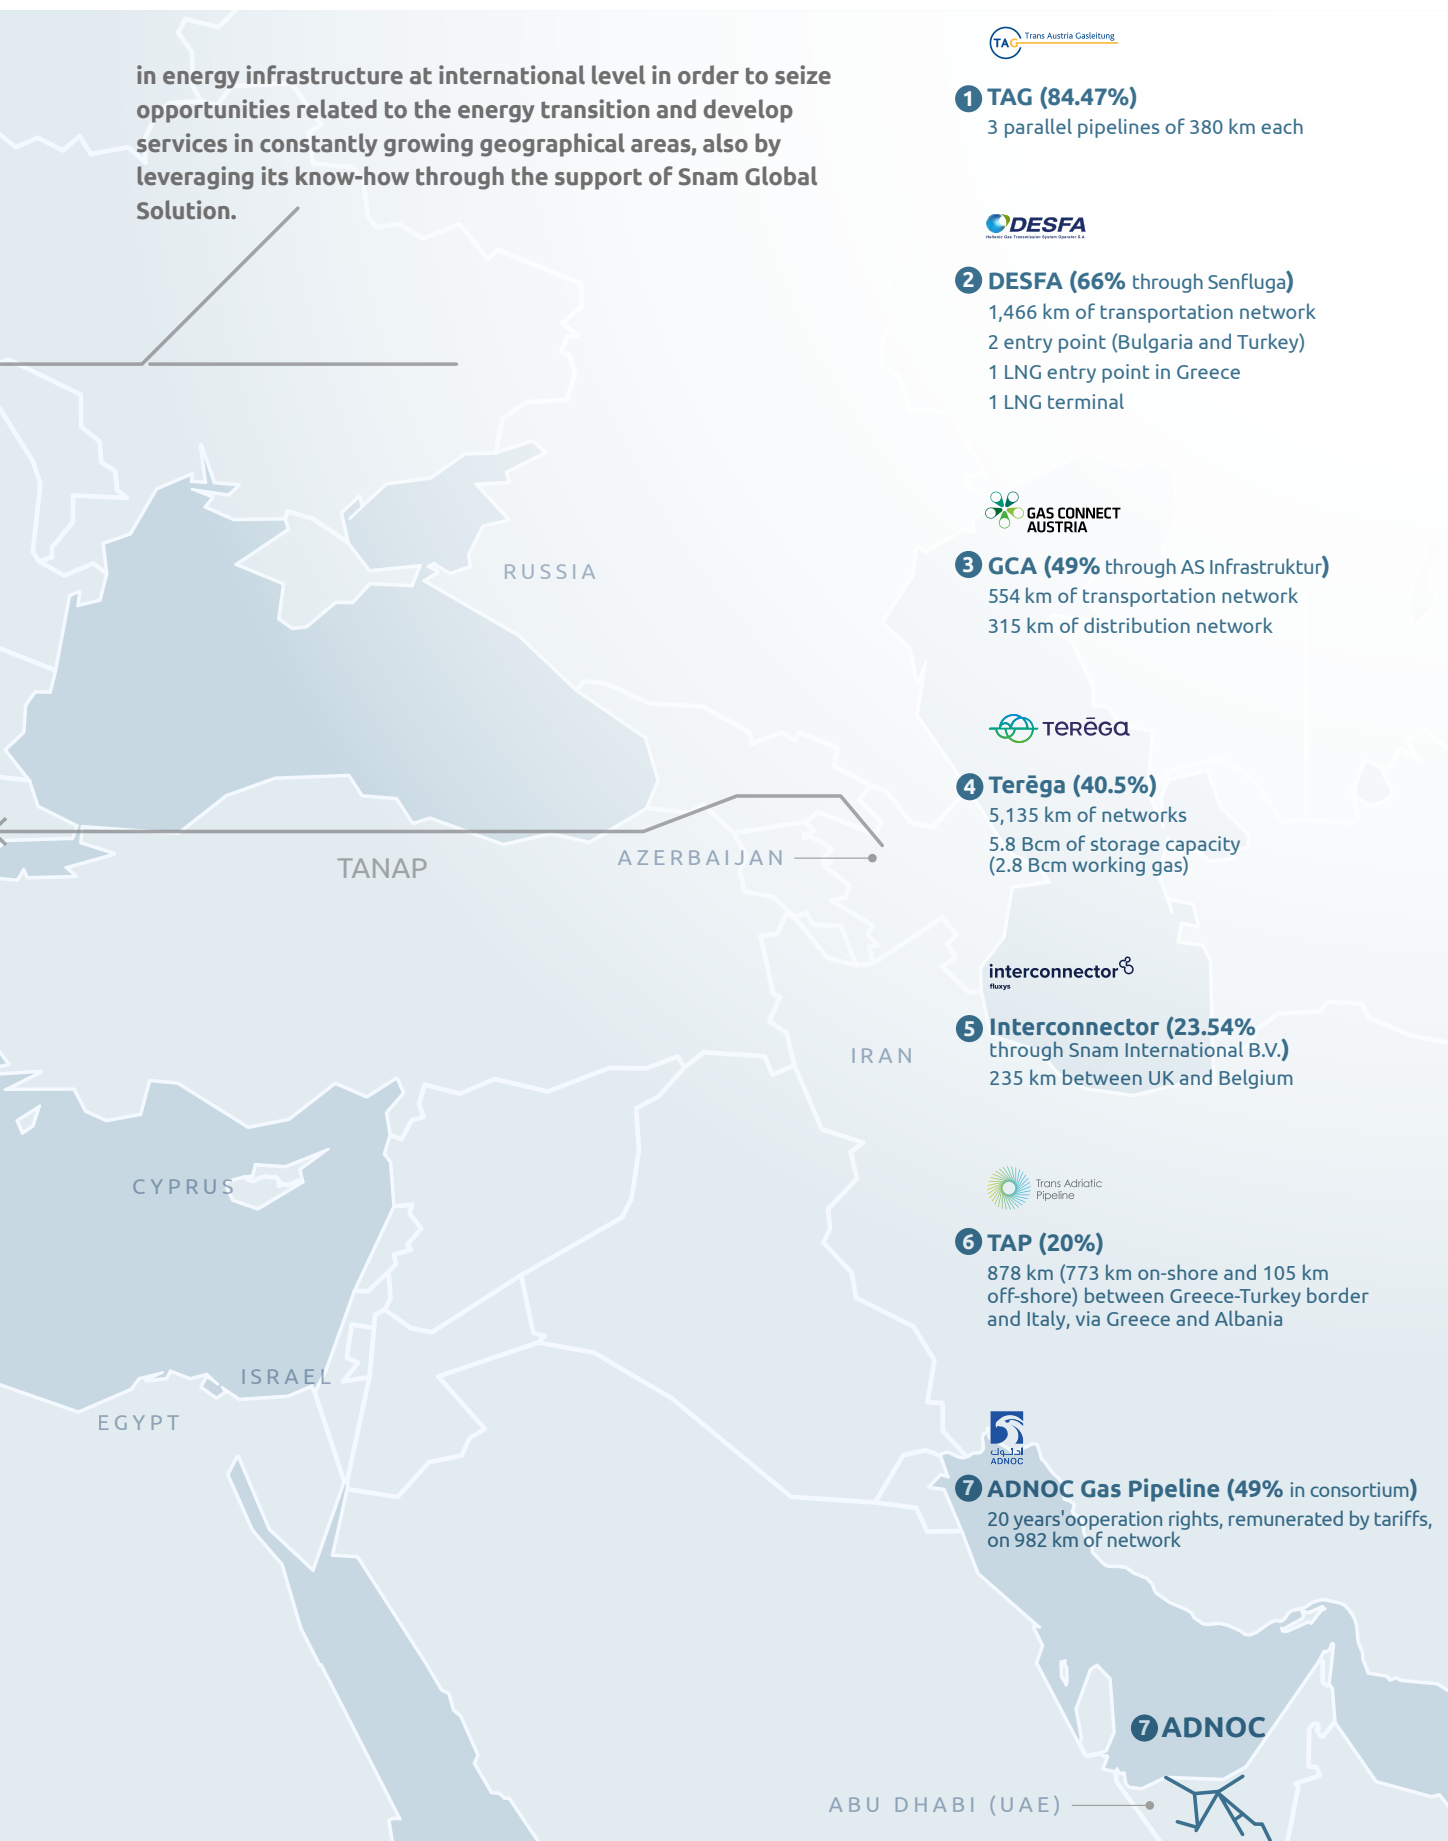 in energy infrastructure at international level in order to seize
opportunities related to the energy transition and develop
services in constantly growing geographical areas, also by
leveraging its know-how through the support of Snam Global
Solution.
RUSSIA
TANAP
AZERBAIJAN
IRAN
CYPRUS
ISRAEL
EGYPT
TAG Trans Austria Gasleitung
1 TAG (84.47%)
3 parallel pipelines of 380 km each
DESFA
Hellenic Gas Transmission System Operator S.A.
2 DESFA (66% through Senfluga)
1,466 km of transportation network
2 entry point (Bulgaria and Turkey)
1 LNG entry point in Greece
1 LNG terminal
GAS CONNECT
AUSTRIA
3 GCA (49% through AS Infrastruktur)
554 km of transportation network
315 km of distribution network
TERĒGA
4 Terēga (40.5%)
5,135 km of networks
5.8 Bcm of storage capacity
(2.8 Bcm working gas)
interconnector
fluxys
5 Interconnector (23.54%
through Snam International B.V.)
235 km between UK and Belgium
Trans Adriatic
Pipeline
6 TAP (20%)
878 km (773 km on-shore and 105 km
off-shore) between Greece-Turkey border
and Italy, via Greece and Albania
أدنوك
ADNOC
7 ADNOC Gas Pipeline (49% in consortium)
20 years'ooperation rights, remunerated by tariffs,
on 982 km of network
7 ADNOC
ABU DHABI (UAE)